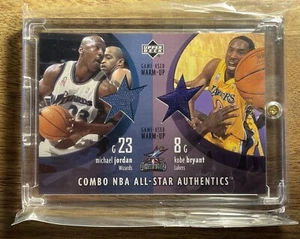 UPPER DECK
GAME-USED
WARM-UP
GAME-USED
WARM-UP
G 23
michael jordan
Wizards
8 G
kobe bryant
Lakers
COMBO NBA ALL-STAR AUTHENTICS